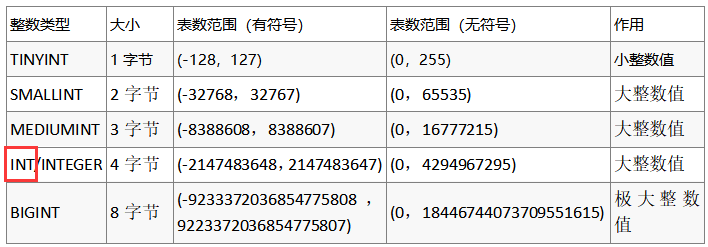 整数类型 大小 表数范围（有符号） 表数范围（无符号） 作用
TINYINT 1 字节 (-128，127) (0，255) 小整数值
SMALLINT 2 字节 (-32768，32767) (0，65535) 大整数值
MEDIUMINT 3 字节 (-8388608，8388607) (0，16777215) 大整数值
INT/INTEGER 4 字节 (-2147483648，2147483647) (0，4294967295) 大整数值
BIGINT 8 字节 (-9233372036854775808 ，
9223372036854775807) (0，18446744073709551615) 极大整数
值